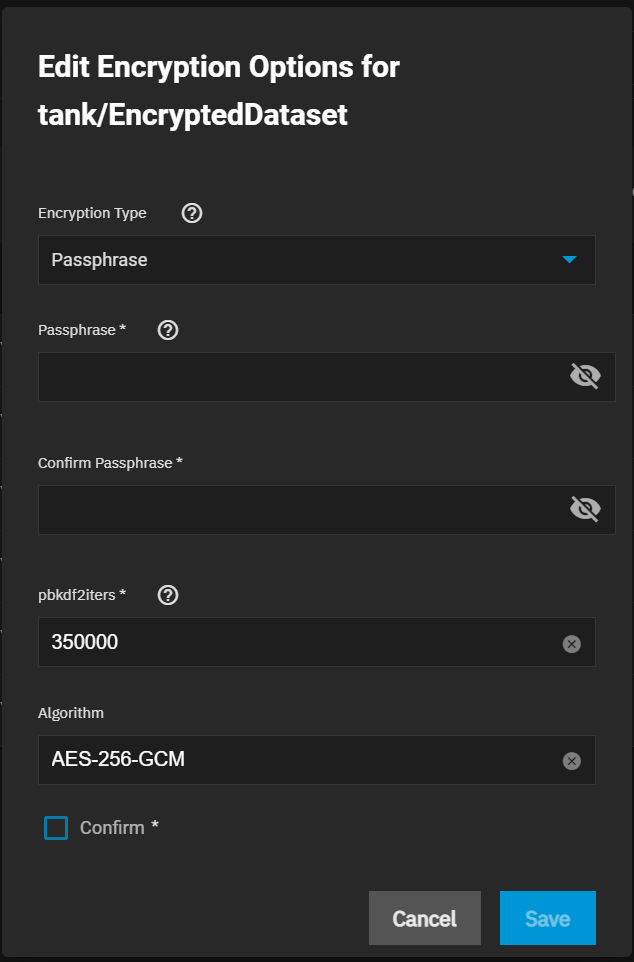 Edit Encryption Options for
tank/EncryptedDataset
Encryption Type
Passphrase
Passphrase *
Confirm Passphrase *
pbkdf2iters *
350000
Algorithm
AES-256-GCM
Confirm *
Cancel Save